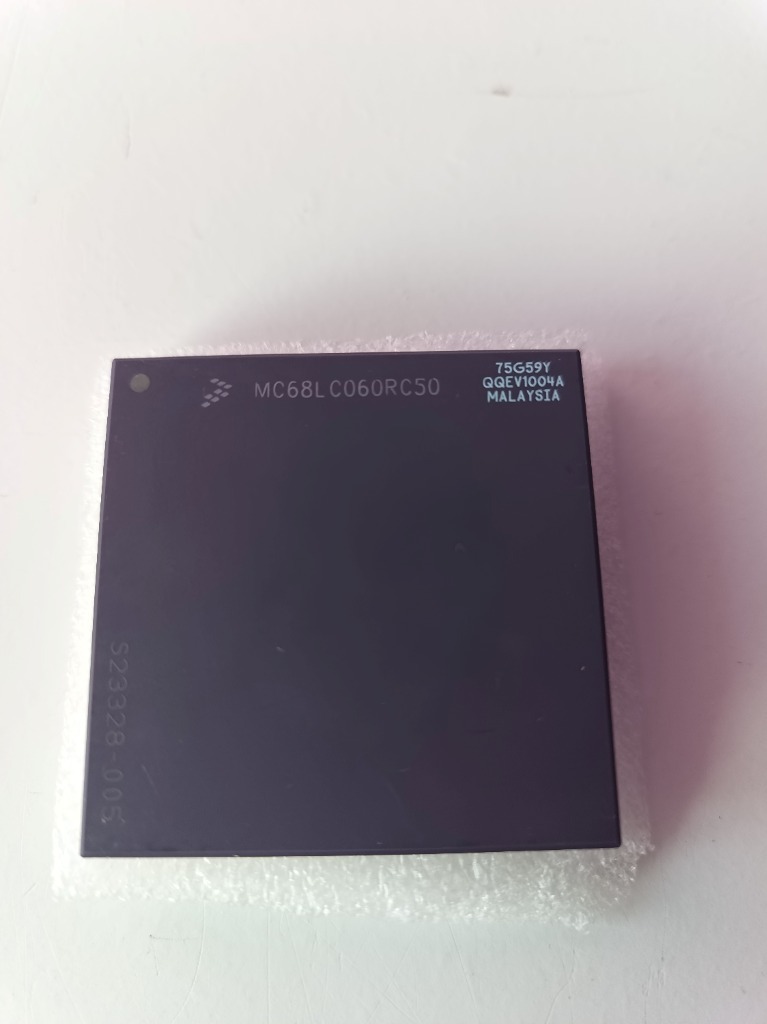 MC68LC060RC50
75G59Y
QQEV1004A
MALAYSIA
S23328-005